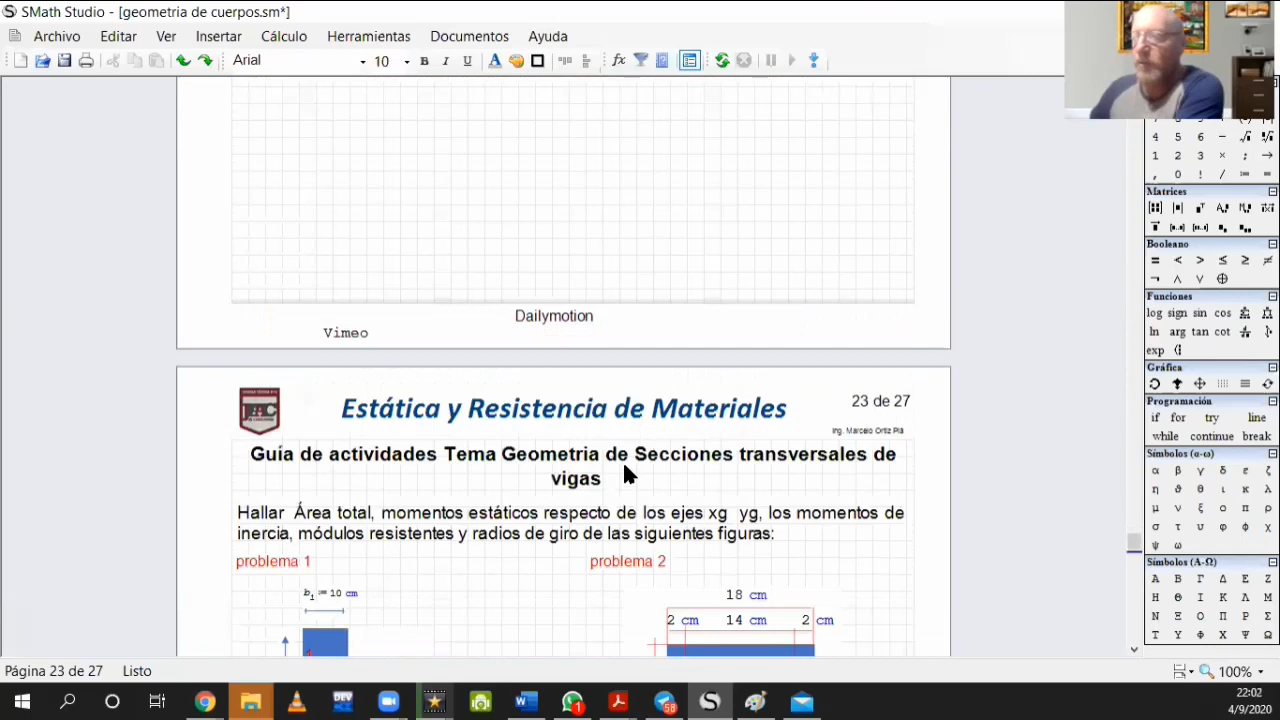 SMath Studio - [geometria de cuerpos.sm*]
Archivo Editar Ver Insertar Cálculo Herramientas Documentos Ayuda
Arial 10 B I U
Dailymotion
Vimeo
Estática y Resistencia de Materiales
23 de 27
Ing. Marcelo Ortiz Plá
Guía de actividades Tema Geometria de Secciones transversales de
vigas
Hallar Área total, momentos estáticos respecto de los ejes xg yg, los momentos de
inercia, módulos resistentes y radios de giro de las siguientes figuras:
problema 1 problema 2
b1 := 10 cm
18 cm
2 cm 14 cm 2 cm
4 5 6 −
1 2 3 ×
, 0 ! / := =
Matrices
Booleano
= < > ≤ ≥ ≠
¬ ∧ ∨ ⊕
Funciones
log sign sin cos
ln arg tan cot
exp
Gráfica
Programación
if for try line
while continue break
Símbolos (α-ω)
α β γ δ ε ζ
η θ ϑ ι κ λ
μ ν ξ ο π ρ
σ τ υ φ ϕ χ
ψ ω
Símbolos (Α-Ω)
Α Β Γ Δ Ε Ζ
Η Θ Ι Κ Λ Μ
Ν Ξ Ο Π Ρ Σ
Τ Υ Φ Χ Ψ Ω
Página 23 de 27 Listo
100%
DEV
1
58
22:02
4/9/2020